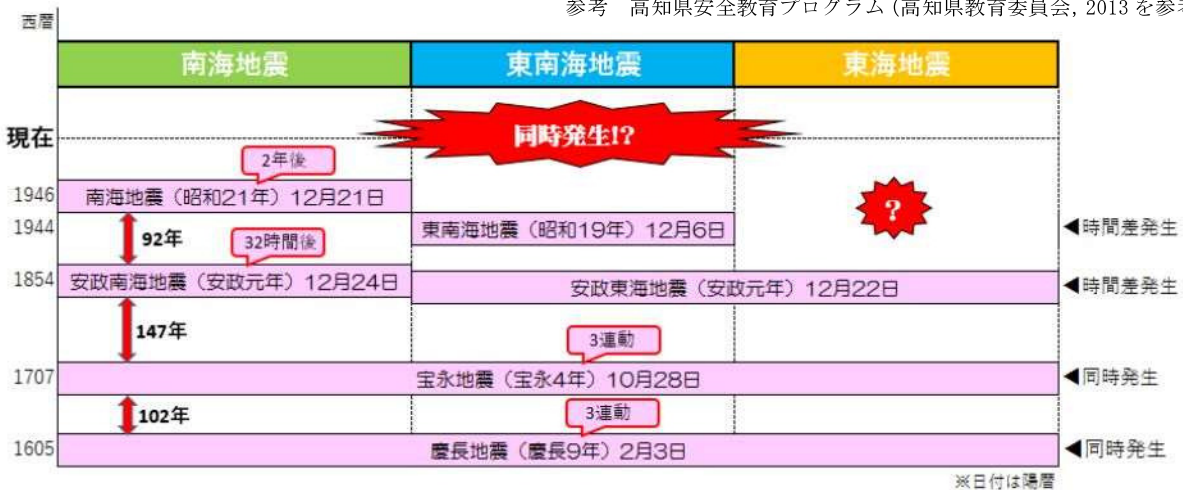 参考 高知県安全教育プログラム(高知県教育委員会, 2013を参考
西暦
南海地震 東南海地震 東海地震
現在
同時発生!?
2年後
1946 南海地震(昭和21年)12月21日
?
1944 東南海地震(昭和19年)12月6日 ◀時間差発生
92年
32時間後
1854 安政南海地震(安政元年)12月24日 安政東海地震(安政元年)12月22日 ◀時間差発生
147年
3連動
1707 宝永地震(宝永4年)10月28日 ◀同時発生
102年
3連動
1605 慶長地震(慶長9年)2月3日 ◀同時発生
※日付は陽暦